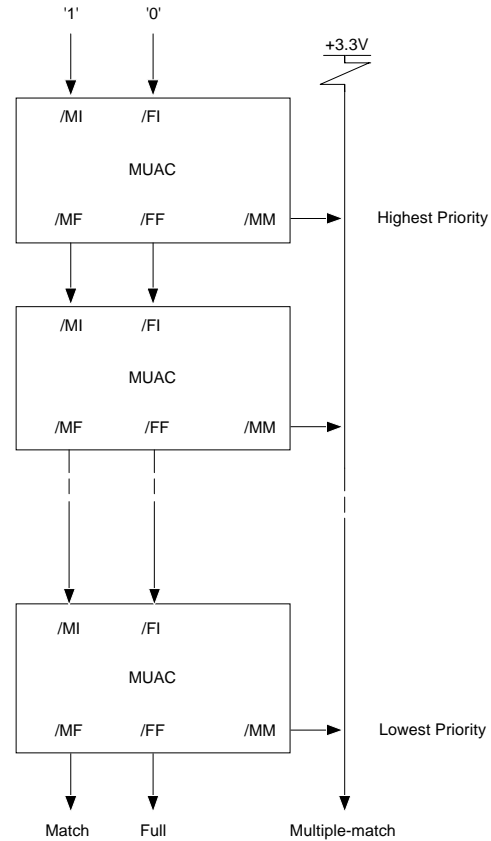 '1' '0'
+3.3V
/MI /FI
MUAC
/MF /FF /MM Highest Priority
/MI /FI
MUAC
/MF /FF /MM
/MI /FI
MUAC
/MF /FF /MM Lowest Priority
Match Full Multiple-match